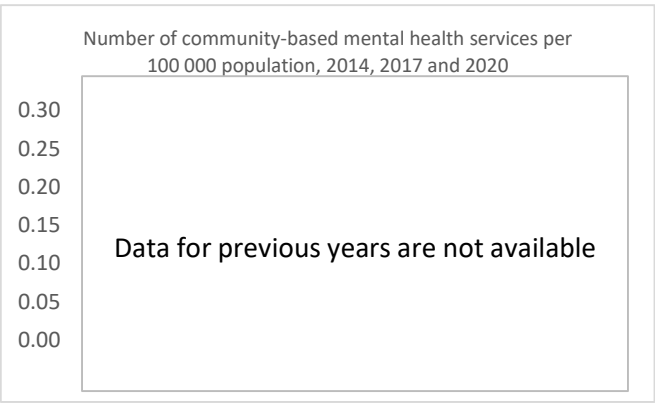 Number of community-based mental health services per
100 000 population, 2014, 2017 and 2020
0.30
0.25
0.20
0.15
Data for previous years are not available
0.10
0.05
0.00